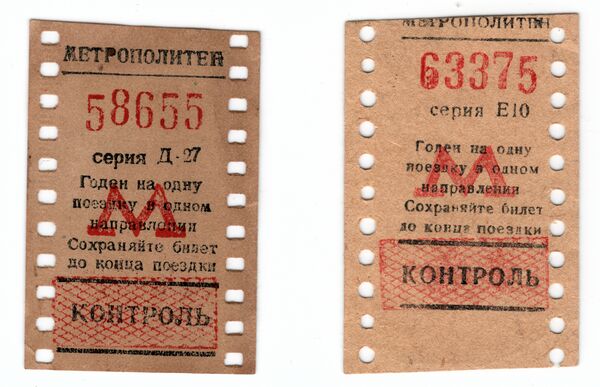 МЕТРОПОЛИТЕН
58655
серия Д-27
Годен на одну
поездку в одном
направлении
Сохраняйте билет
до конца поездки
М
КОНТРОЛЬ
МЕТРОПОЛИТЕН
63375
серия Е10
Годен на одну
поездку в одном
направлении
Сохраняйте билет
до конца поездки
М
КОНТРОЛЬ